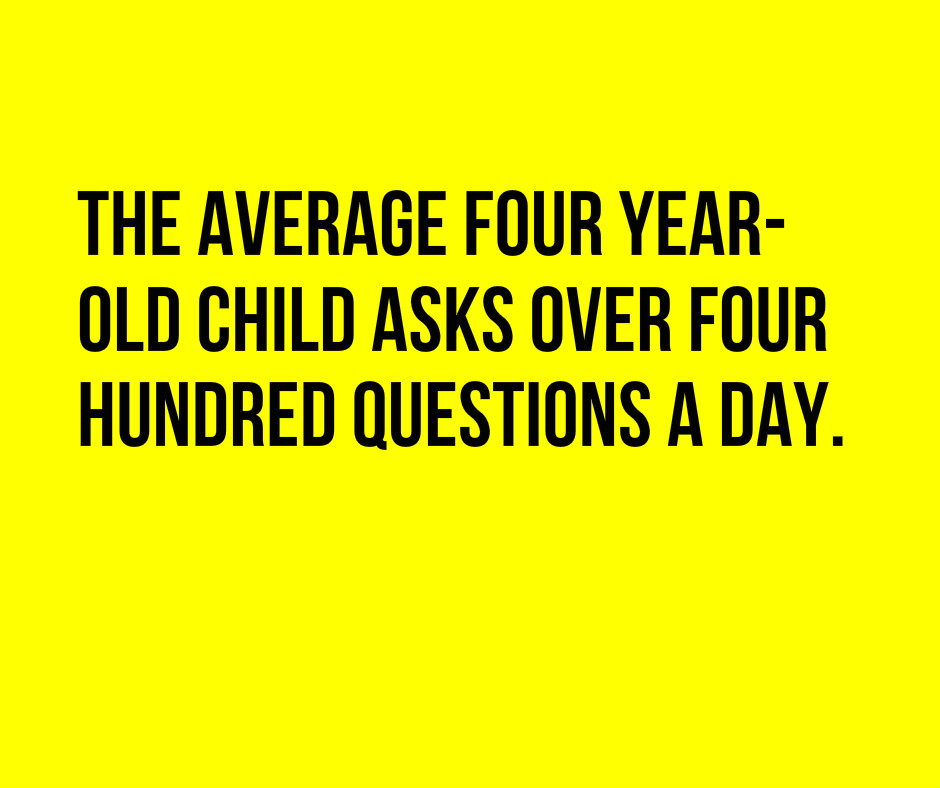 THE AVERAGE FOUR YEAR-
OLD CHILD ASKS OVER FOUR
HUNDRED QUESTIONS A DAY.